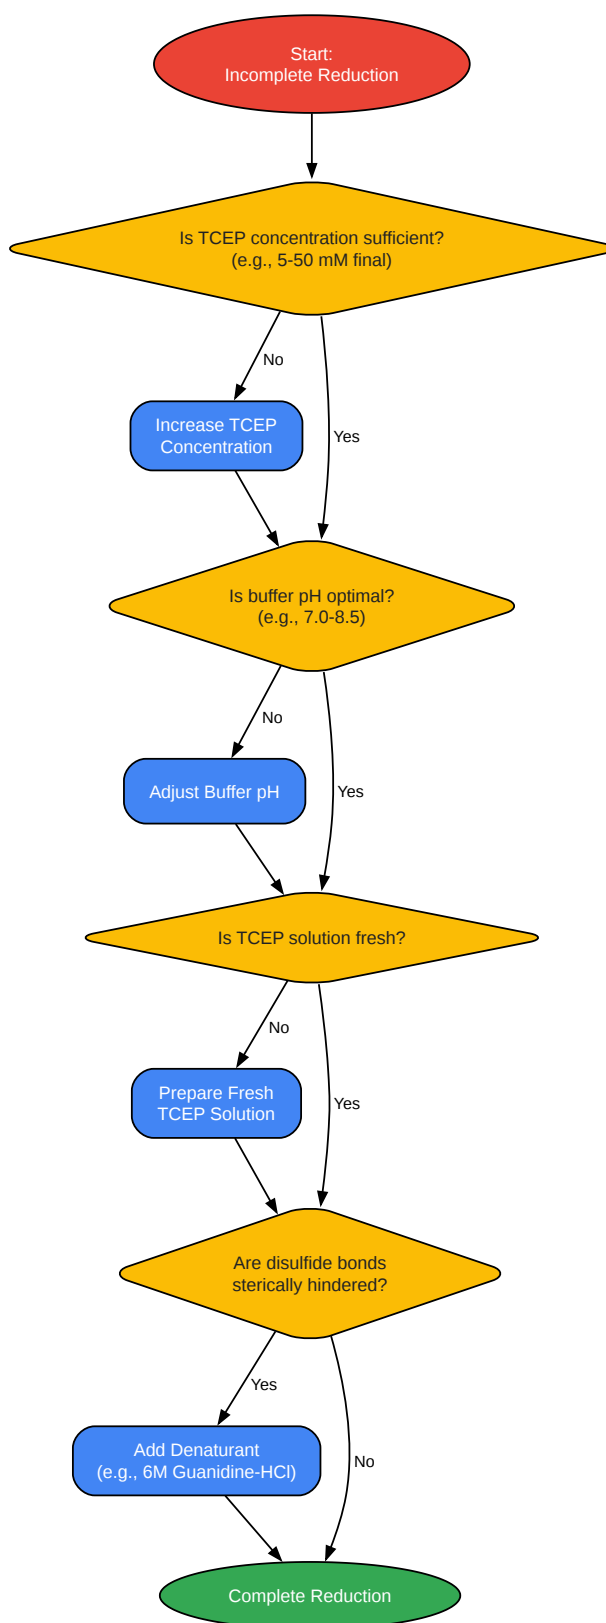 Start:
Incomplete Reduction
Is TCEP concentration sufficient?
(e.g., 5-50 mM final)
No
Increase TCEP
Concentration
Yes
Is buffer pH optimal?
(e.g., 7.0-8.5)
No
Adjust Buffer pH
Yes
Is TCEP solution fresh?
No
Prepare Fresh
TCEP Solution
Yes
Are disulfide bonds
sterically hindered?
Yes
Add Denaturant
(e.g., 6M Guanidine-HCl)
No
Complete Reduction